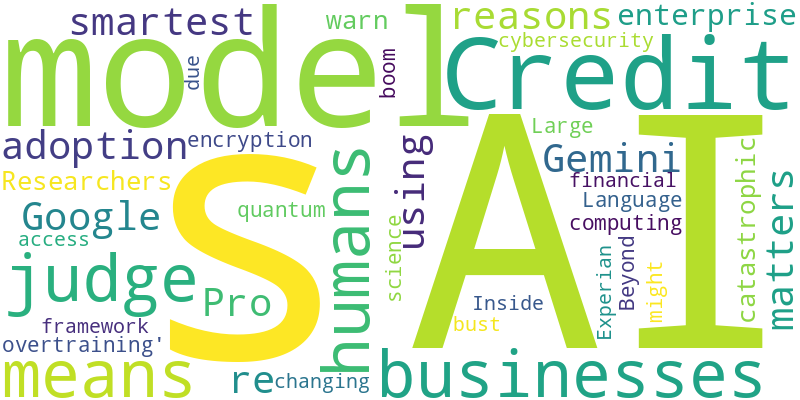 smartest
due
warn
boom
reasons
enterprise
cybersecurity
model
Credit
adoption
encryption
Researchers
Google
access
quantum
S
humans
using
science
AI
Large
Gemini
financial
Language
computing
catastrophic
matters
judge
Pro
Inside
bust
Experian
Beyond
might
framework
overtraining'
means
re
changing
businesses